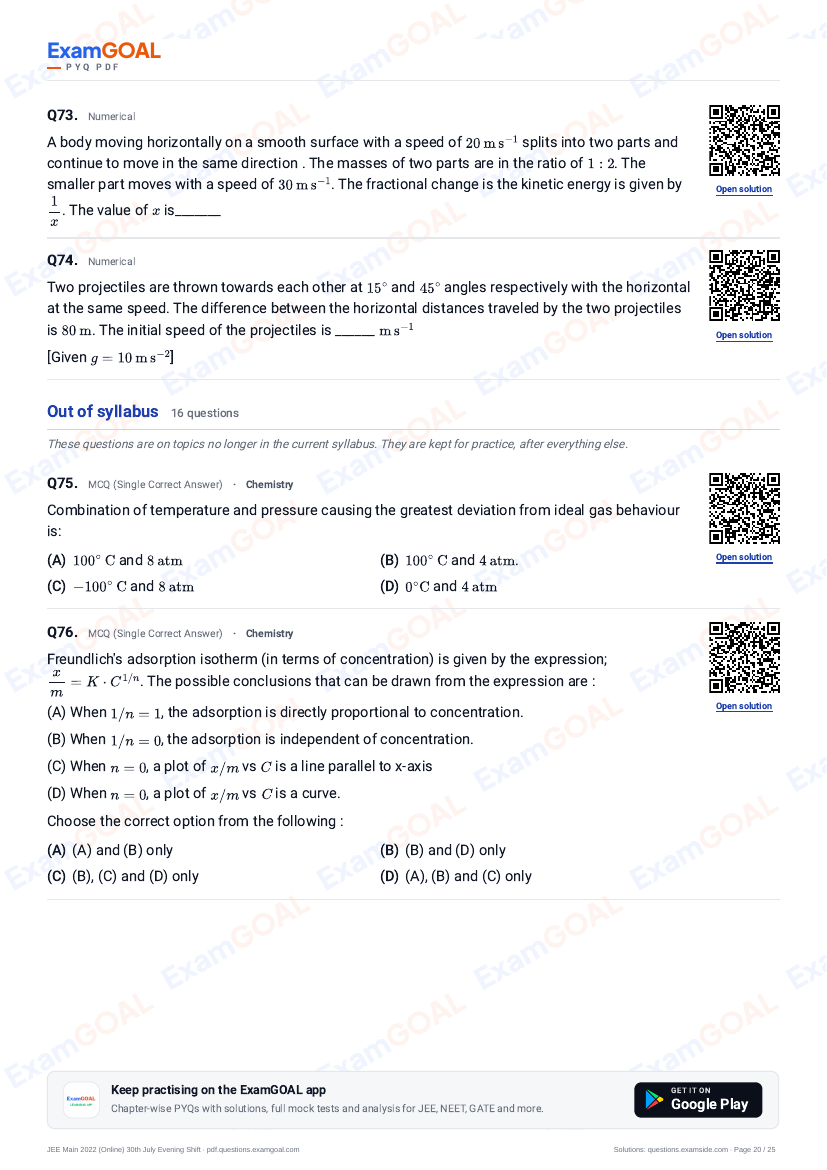 ExamGOAL
PYQ PDF
Q73. Numerical
A body moving horizontally on a smooth surface with a speed of 20 m s⁻¹ splits into two parts and
continue to move in the same direction . The masses of two parts are in the ratio of 1 : 2. The
smaller part moves with a speed of 30 m s⁻¹. The fractional change is the kinetic energy is given by
1/x. The value of x is______
Open solution
Q74. Numerical
Two projectiles are thrown towards each other at 15° and 45° angles respectively with the horizontal
at the same speed. The difference between the horizontal distances traveled by the two projectiles
is 80 m. The initial speed of the projectiles is ______ m s⁻¹
[Given g = 10 m s⁻²]
Open solution
Out of syllabus 16 questions
These questions are on topics no longer in the current syllabus. They are kept for practice, after everything else.
Q75. MCQ (Single Correct Answer) · Chemistry
Combination of temperature and pressure causing the greatest deviation from ideal gas behaviour
is:
(A) 100° C and 8 atm (B) 100° C and 4 atm.
(C) −100° C and 8 atm (D) 0°C and 4 atm
Open solution
Q76. MCQ (Single Correct Answer) · Chemistry
Freundlich's adsorption isotherm (in terms of concentration) is given by the expression;
x/m = K · C^{1/n}. The possible conclusions that can be drawn from the expression are :
(A) When 1/n = 1, the adsorption is directly proportional to concentration.
(B) When 1/n = 0, the adsorption is independent of concentration.
(C) When n = 0, a plot of x/m vs C is a line parallel to x-axis
(D) When n = 0, a plot of x/m vs C is a curve.
Choose the correct option from the following :
(A) (A) and (B) only (B) (B) and (D) only
(C) (B), (C) and (D) only (D) (A), (B) and (C) only
Open solution
ExamGOAL
Keep practising on the ExamGOAL app
Chapter-wise PYQs with solutions, full mock tests and analysis for JEE, NEET, GATE and more.
GET IT ON
Google Play
JEE Main 2022 (Online) 30th July Evening Shift · pdf.questions.examgoal.com
Solutions: questions.examside.com · Page 20 / 25